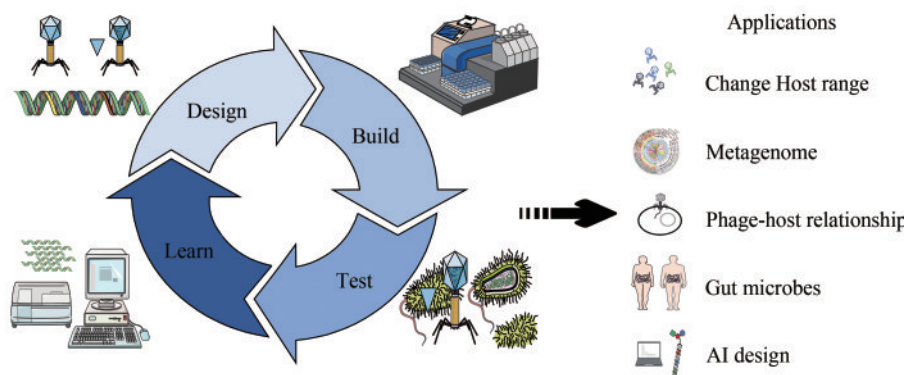 Applications
Design
Build
Test
Learn
Change Host range
Metagenome
Phage-host relationship
Gut microbes
AI design